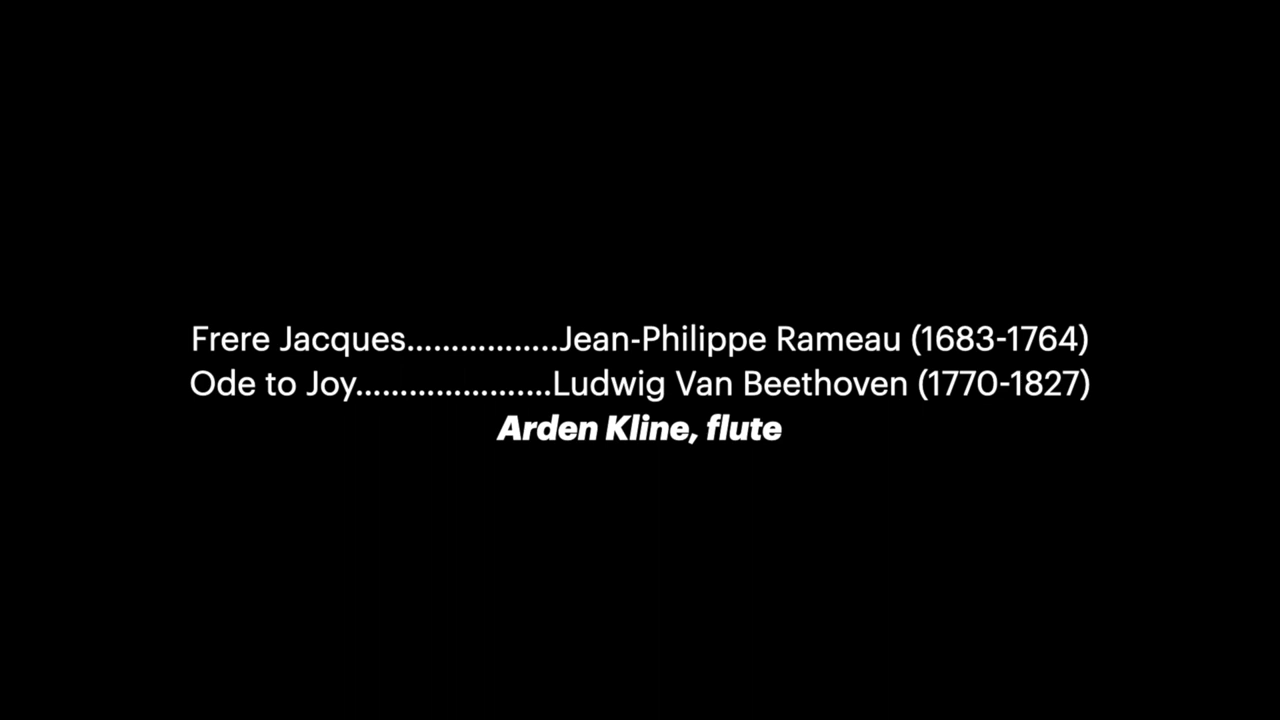 Frere Jacques.................Jean-Philippe Rameau (1683-1764)
Ode to Joy......................Ludwig Van Beethoven (1770-1827)
Arden Kline, flute